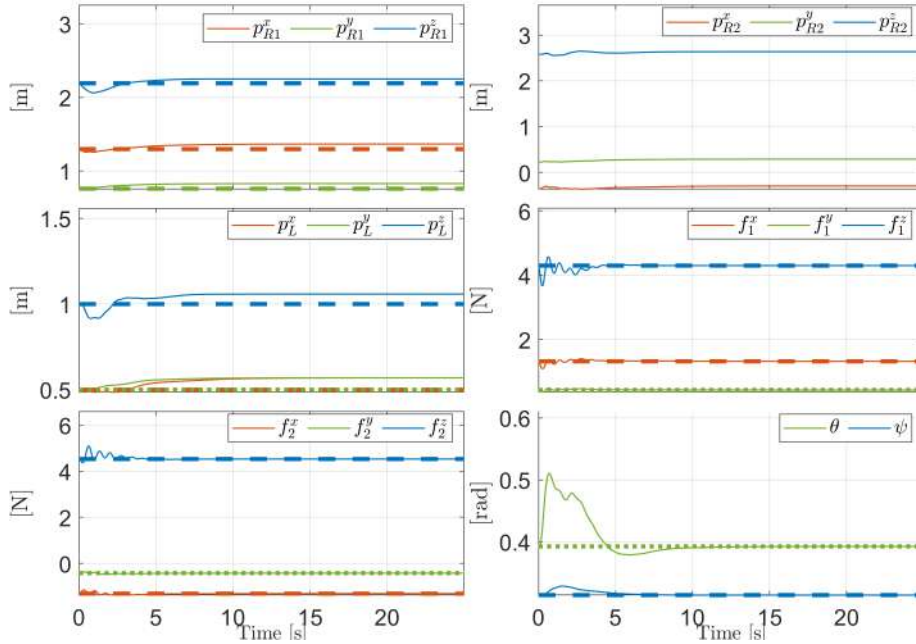 [m]
3
2
1
p_{R1}^x p_{R1}^y p_{R1}^z
[m]
3
2
1
0
p_{R2}^x p_{R2}^y p_{R2}^z
[m]
1.5
1
0.5
p_L^x p_L^y p_L^z
[N]
6
4
2
f_1^x f_1^y f_1^z
[N]
6
4
2
0
f_2^x f_2^y f_2^z
0 5 10 15 20
Time [s]
[rad]
0.6
0.5
0.4
θ ψ
0 5 10 15 20
Time [s]